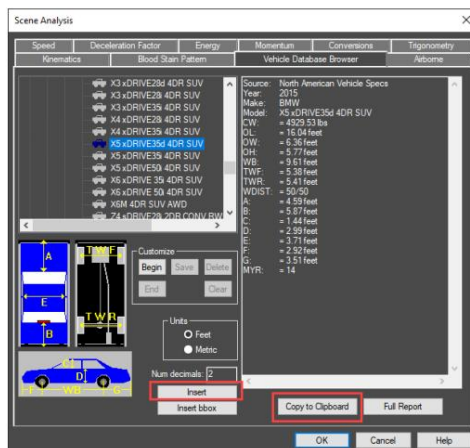 Scene Analysis
Speed Deceleration Factor Energy Momentum Conversions Trigonometry
Kinematics Blood Stain Pattern Vehicle Database Browser Airborne
X3 xDRIVE28d 4DR SUV
X3 xDRIVE28i 4DR SUV
X3 xDRIVE35i 4DR SUV
X4 xDRIVE28i 4DR SUV
X4 xDRIVE35i 4DR SUV
X5 xDRIVE35d 4DR SUV
X5 xDRIVE35i 4DR SUV
X5 xDRIVE50i 4DR SUV
X6 xDRIVE 35i 4DR SUV
X6 xDRIVE 50i 4DR SUV
X6M 4DR SUV AWD
Z4 sDRIVE28i 2DR CONV RW
Source: North American Vehicle Specs
Year: 2015
Make: BMW
Model: X5 xDRIVE35d 4DR SUV
CW: = 4929.53 lbs
OL: = 16.04 feet
OW: = 6.36 feet
OH: = 5.77 feet
WB: = 9.61 feet
TWF: = 5.38 feet
TWR: = 5.41 feet
WDIST: = 50/50
A: = 4.59 feet
B: = 5.87 feet
C: = 1.44 feet
D: = 2.99 feet
E: = 3.71 feet
F: = 2.92 feet
G: = 3.51 feet
MYR: = 14
A
E
B
TWF
TWR
C
D
F WB G
Customize
Begin Save Delete
End Clear
Units
Feet
Metric
Num decimals: 2
Insert
Insert bbox
Copy to Clipboard Full Report
OK Cancel Help